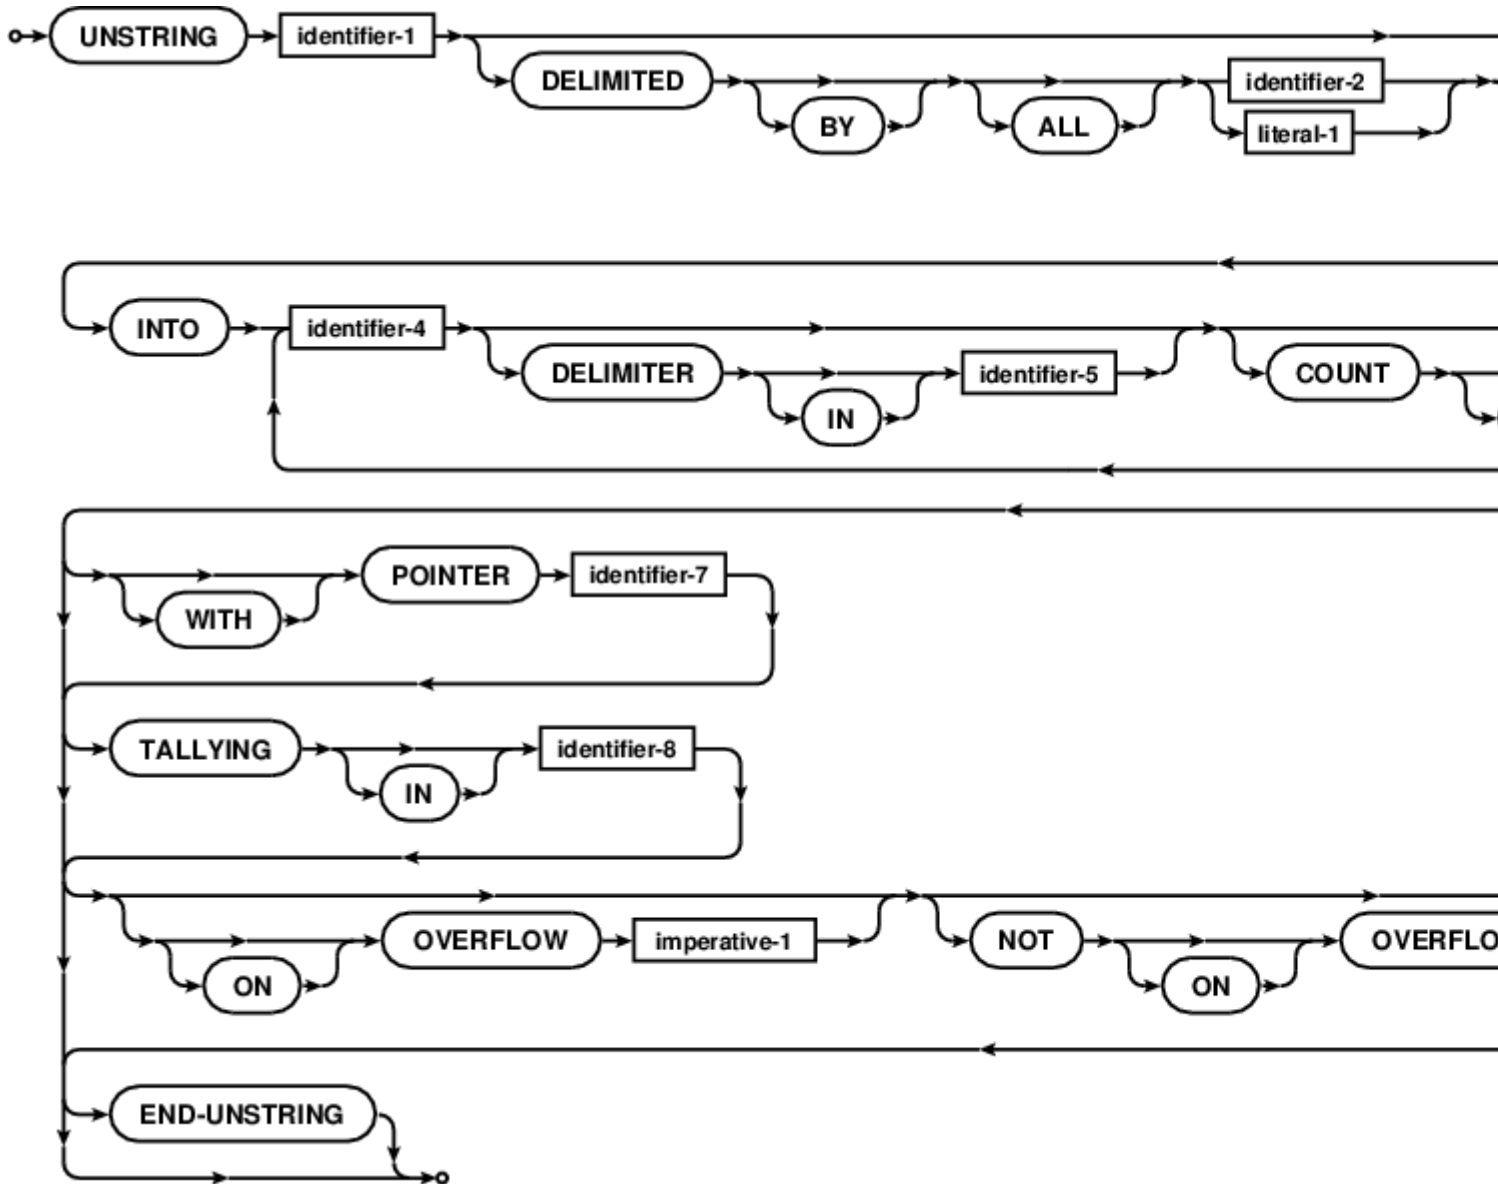 UNSTRING identifier-1
DELIMITED identifier-2
BY ALL literal-1
INTO identifier-4
DELIMITER identifier-5 COUNT
IN
POINTER identifier-7
WITH
TALLYING identifier-8
IN
OVERFLOW imperative-1 NOT OVERFLO
ON ON
END-UNSTRING